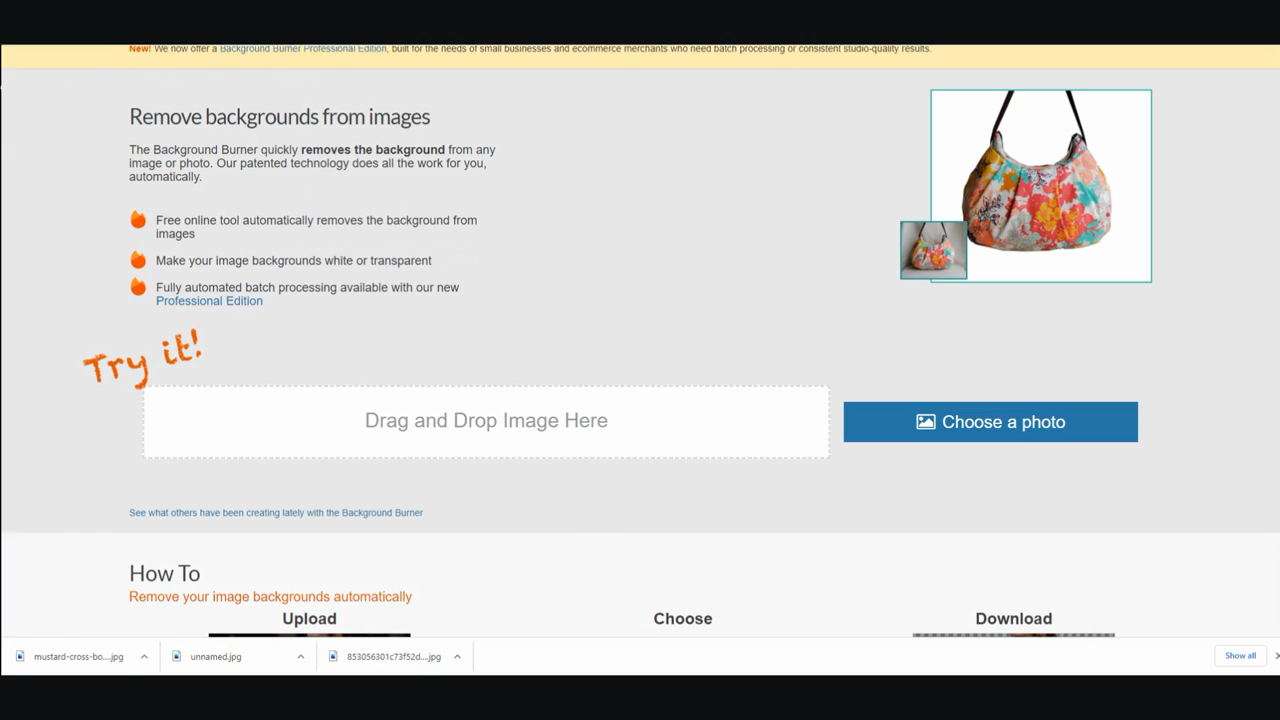 New! We now offer a Background Burner Professional Edition, built for the needs of small businesses and ecommerce merchants who need batch processing or consistent studio-quality results.
Remove backgrounds from images
The Background Burner quickly removes the background from any
image or photo. Our patented technology does all the work for you,
automatically.
Free online tool automatically removes the background from
images
Make your image backgrounds white or transparent
Fully automated batch processing available with our new
Professional Edition
Try it!
Drag and Drop Image Here
Choose a photo
See what others have been creating lately with the Background Burner
How To
Remove your image backgrounds automatically
Upload
Choose
Download
mustard-cross-bo....jpg
unnamed.jpg
853056301c73f52d....jpg
Show all